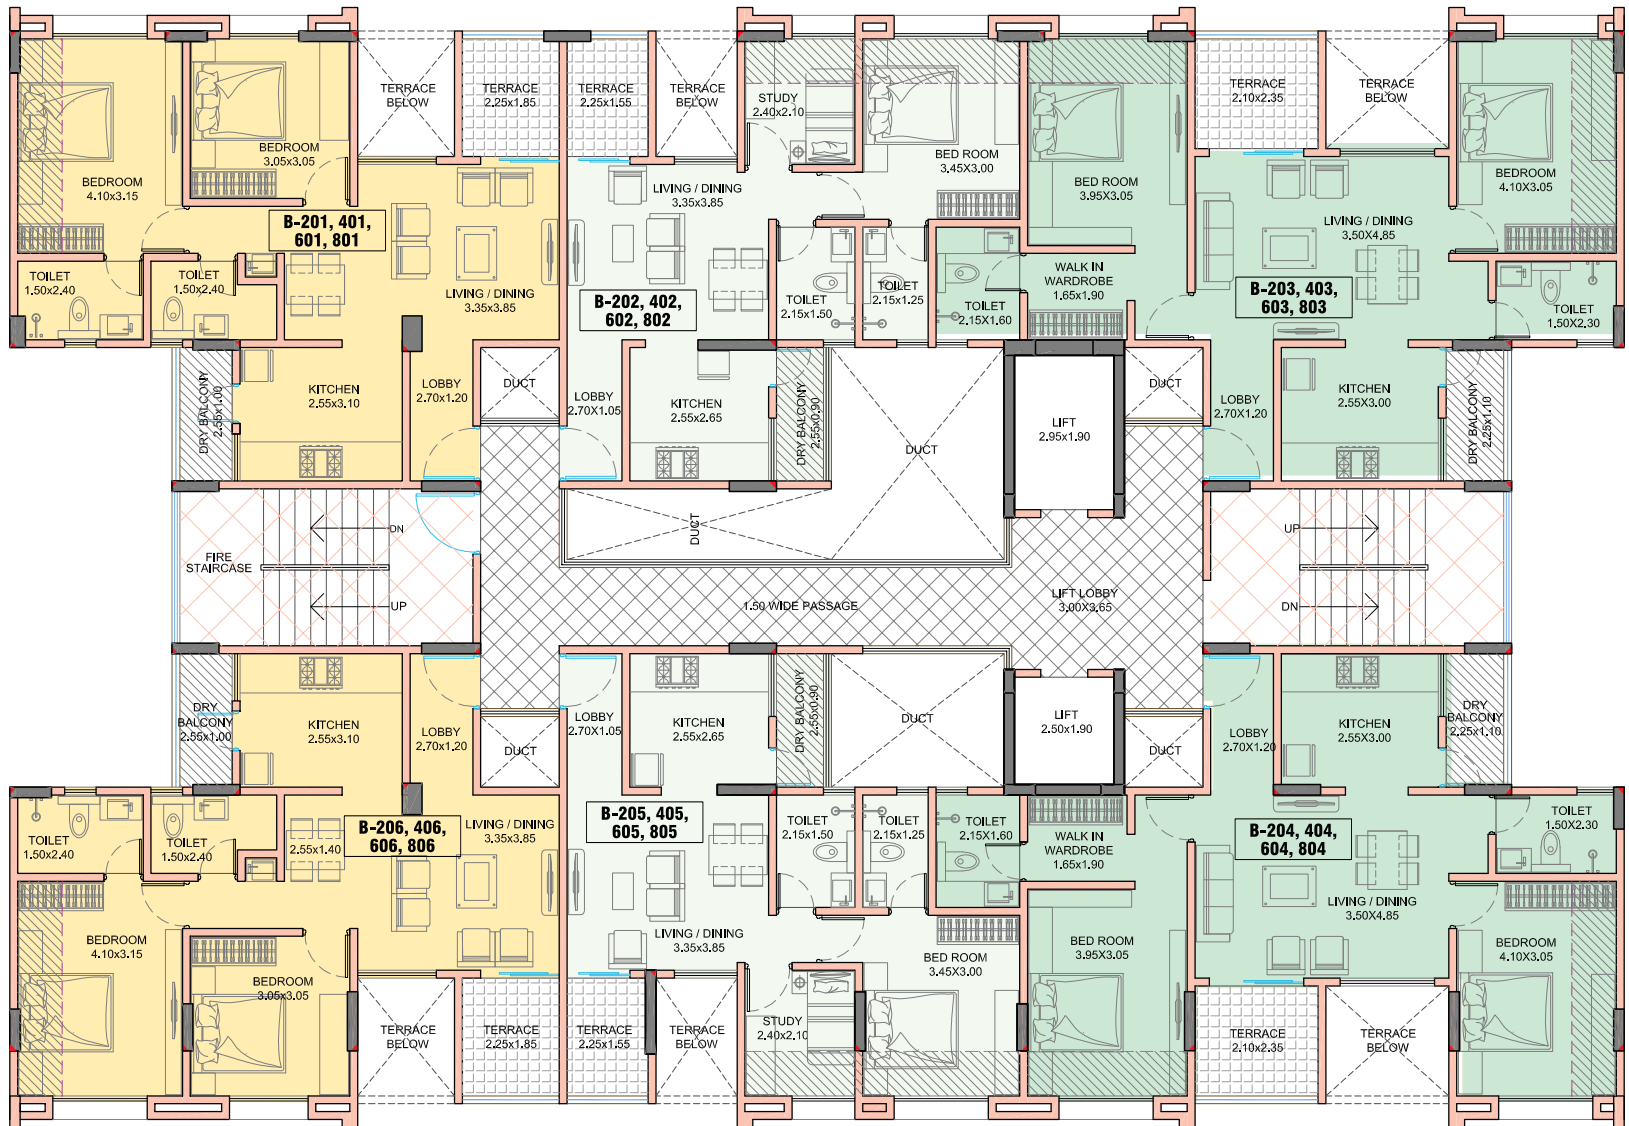 TERRACE
BELOW
TERRACE
2.25x1.85
TERRACE
2.25x1.55
TERRACE
BELOW
STUDY
2.40x2.10
TERRACE
2.10x2.35
TERRACE
BELOW
BEDROOM
3.05x3.05
BEDROOM
4.10x3.15
BED ROOM
3.45X3.00
BED ROOM
3.95X3.05
BEDROOM
4.10X3.05
LIVING / DINING
3.35x3.85
LIVING / DINING
3.50X4.85
B-201, 401,
601, 801
TOILET
1.50x2.40
TOILET
1.50x2.40
LIVING / DINING
3.35x3.85
B-202, 402,
602, 802
TOILET
2.15x1.50
TOILET
2.15x1.25
TOILET
2.15X1.60
WALK IN
WARDROBE
1.65x1.90
B-203, 403,
603, 803
TOILET
1.50X2.30
DRY BALCONY
2.55x1.00
KITCHEN
2.55x3.10
LOBBY
2.70x1.20
DUCT
LOBBY
2.70X1.05
KITCHEN
2.55x2.65
DRY BALCONY
2.55x0.90
DUCT
LIFT
2.95x1.90
DUCT
LOBBY
2.70X1.20
KITCHEN
2.55X3.00
DRY BALCONY
2.25x1.10
FIRE
STAIRCASE
DN
UP
DUCT
DUCT
1.50 WIDE PASSAGE
LIFT LOBBY
3.00X3.65
UP
DN
DRY
BALCONY
2.55x1.00
KITCHEN
2.55x3.10
LOBBY
2.70x1.20
DUCT
LOBBY
2.70X1.05
KITCHEN
2.55x2.65
DRY BALCONY
2.55x0.90
DUCT
LIFT
2.50x1.90
DUCT
LOBBY
2.70X1.20
KITCHEN
2.55X3.00
DRY
BALCONY
2.25x1.10
TOILET
1.50x2.40
TOILET
1.50x2.40
2.55x1.40
B-206, 406,
606, 806
LIVING / DINING
3.35x3.85
B-205, 405,
605, 805
TOILET
2.15x1.50
TOILET
2.15x1.25
TOILET
2.15X1.60
WALK IN
WARDROBE
1.65x1.90
B-204, 404,
604, 804
TOILET
1.50X2.30
LIVING / DINING
3.35x3.85
LIVING / DINING
3.50X4.85
BEDROOM
4.10x3.15
BEDROOM
3.05x3.05
BED ROOM
3.45X3.00
BED ROOM
3.95X3.05
BEDROOM
4.10X3.05
TERRACE
BELOW
TERRACE
2.25x1.85
TERRACE
2.25x1.55
TERRACE
BELOW
STUDY
2.40x2.10
TERRACE
2.10x2.35
TERRACE
BELOW